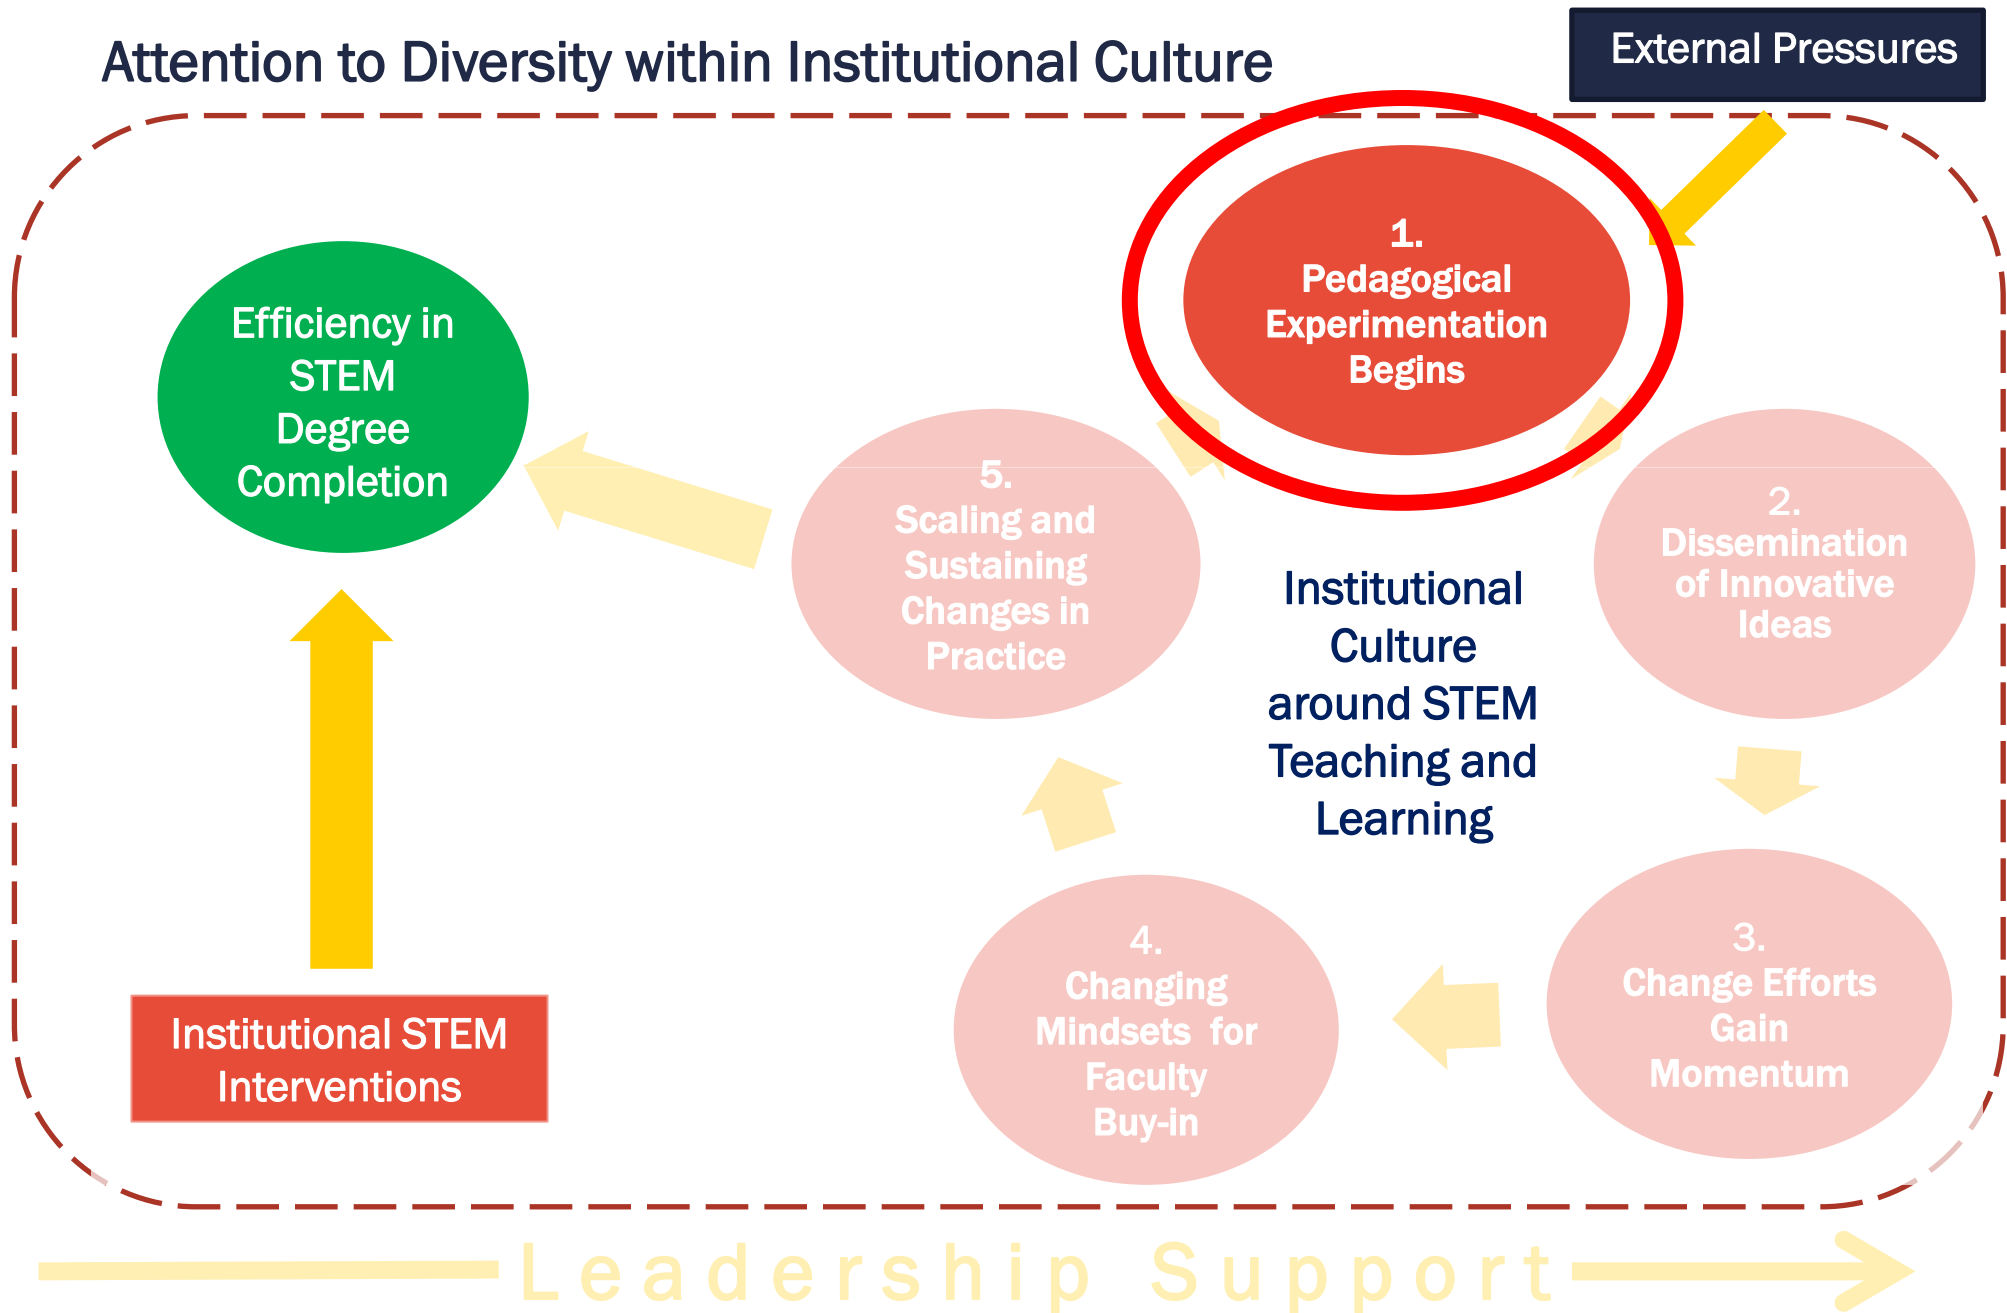 Attention to Diversity within Institutional Culture
External Pressures
1.
Pedagogical
Experimentation
Begins
Efficiency in
STEM
Degree
Completion
5.
Scaling and
Sustaining
Changes in
Practice
2.
Dissemination
of Innovative
Ideas
Institutional
Culture
around STEM
Teaching and
Learning
4.
Changing
Mindsets for
Faculty
Buy-in
3.
Change Efforts
Gain
Momentum
Institutional STEM
Interventions
Leadership Support